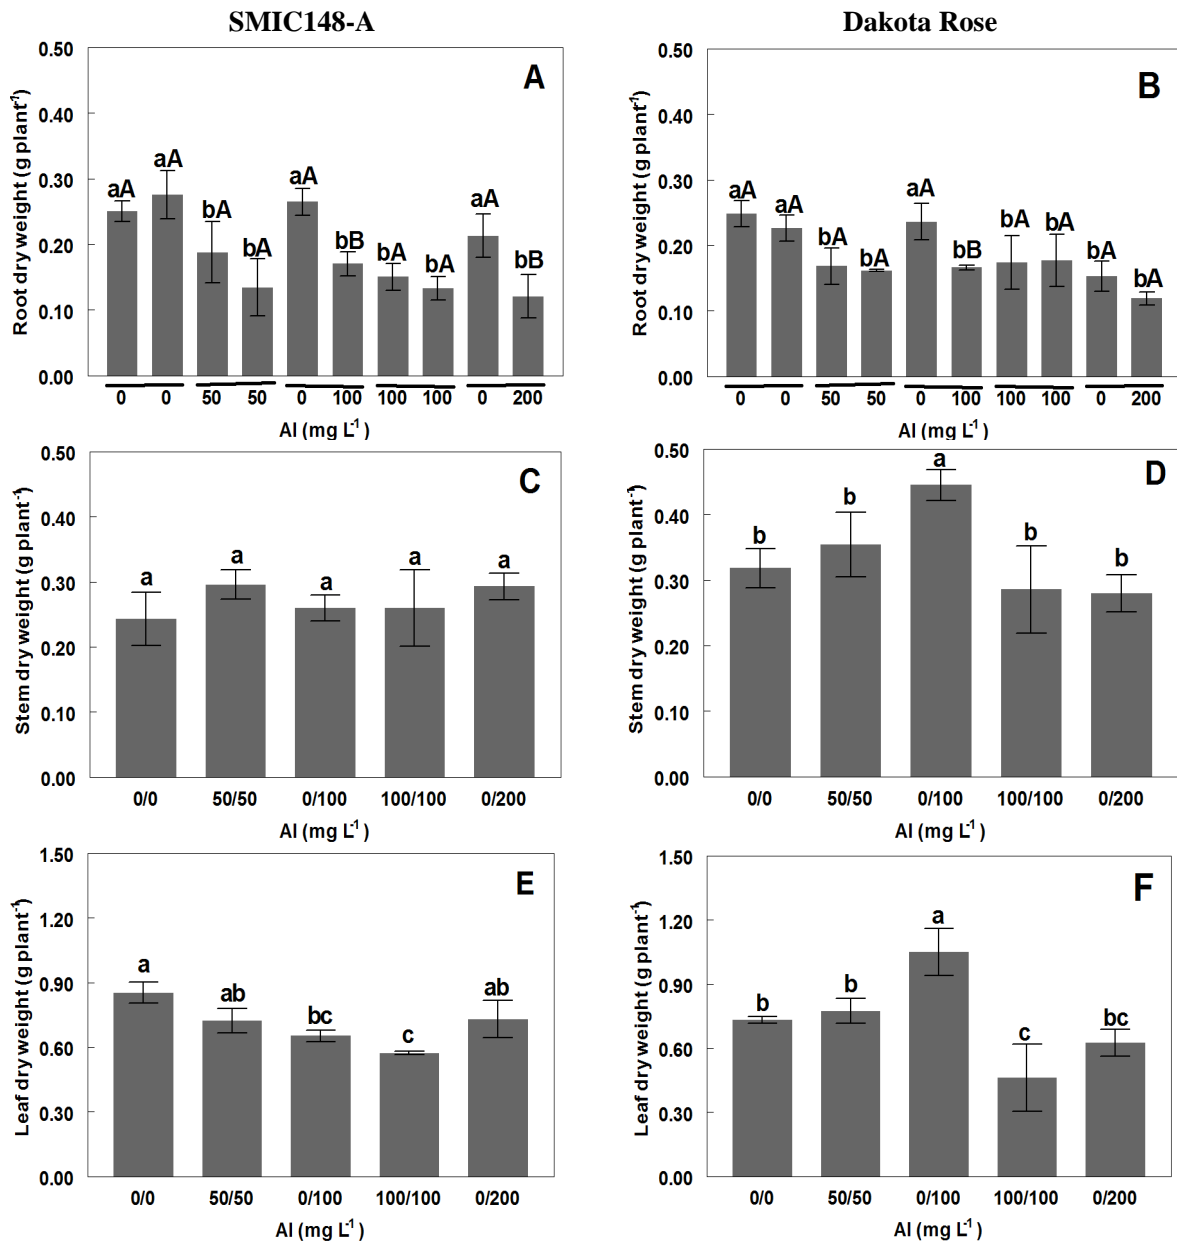 SMIC148-A
Dakota Rose
A
Root dry weight (g plant⁻¹)
0.50
0.40
0.30
0.20
0.10
0.00
aA aA bA bA aA bB bA bA aA bB
0 0 50 50 0 100 100 100 0 200
Al (mg L⁻¹)
B
Root dry weight (g plant⁻¹)
0.50
0.40
0.30
0.20
0.10
0.00
aA aA bA bA aA bB bA bA bA bA
0 0 50 50 0 100 100 100 0 200
Al (mg L⁻¹)
C
Stem dry weight (g plant⁻¹)
0.50
0.40
0.30
0.20
0.10
0.00
a a a a a
0/0 50/50 0/100 100/100 0/200
Al (mg L⁻¹)
D
Stem dry weight (g plant⁻¹)
0.50
0.40
0.30
0.20
0.10
0.00
b b a b b
0/0 50/50 0/100 100/100 0/200
Al (mg L⁻¹)
E
Leaf dry weight (g plant⁻¹)
1.50
1.20
0.90
0.60
0.30
0.00
a ab bc c ab
0/0 50/50 0/100 100/100 0/200
Al (mg L⁻¹)
F
Leaf dry weight (g plant⁻¹)
1.50
1.20
0.90
0.60
0.30
0.00
b b a c bc
0/0 50/50 0/100 100/100 0/200
Al (mg L⁻¹)